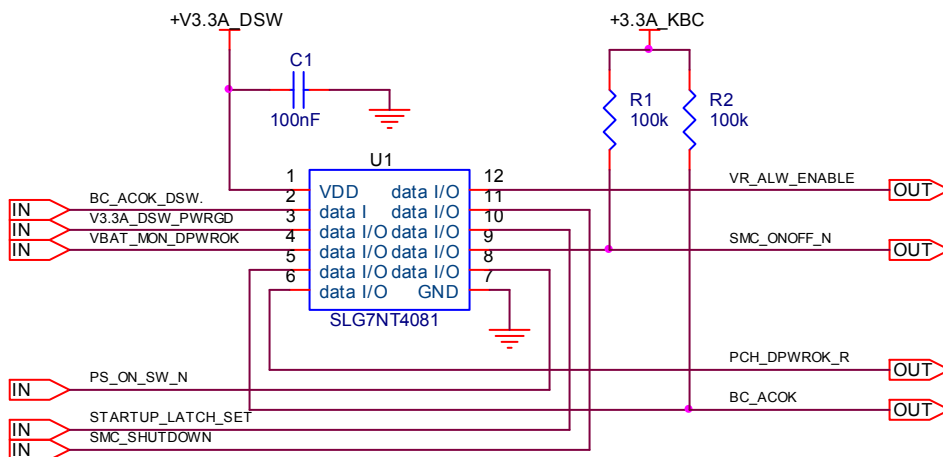 +V3.3A_DSW
+3.3A_KBC
C1
100nF
R1
100k
R2
100k
U1
1 VDD data I/O 12
2 data I data I/O 11
3 data I/O data I/O 10
4 data I/O data I/O 9
5 data I/O data I/O 8
6 data I/O GND 7
SLG7NT4081
IN BC_ACOK_DSW.
IN V3.3A_DSW_PWRGD
IN VBAT_MON_DPWROK
VR_ALW_ENABLE OUT
SMC_ONOFF_N OUT
PCH_DPWROK_R OUT
IN PS_ON_SW_N
BC_ACOK OUT
IN STARTUP_LATCH_SET
IN SMC_SHUTDOWN